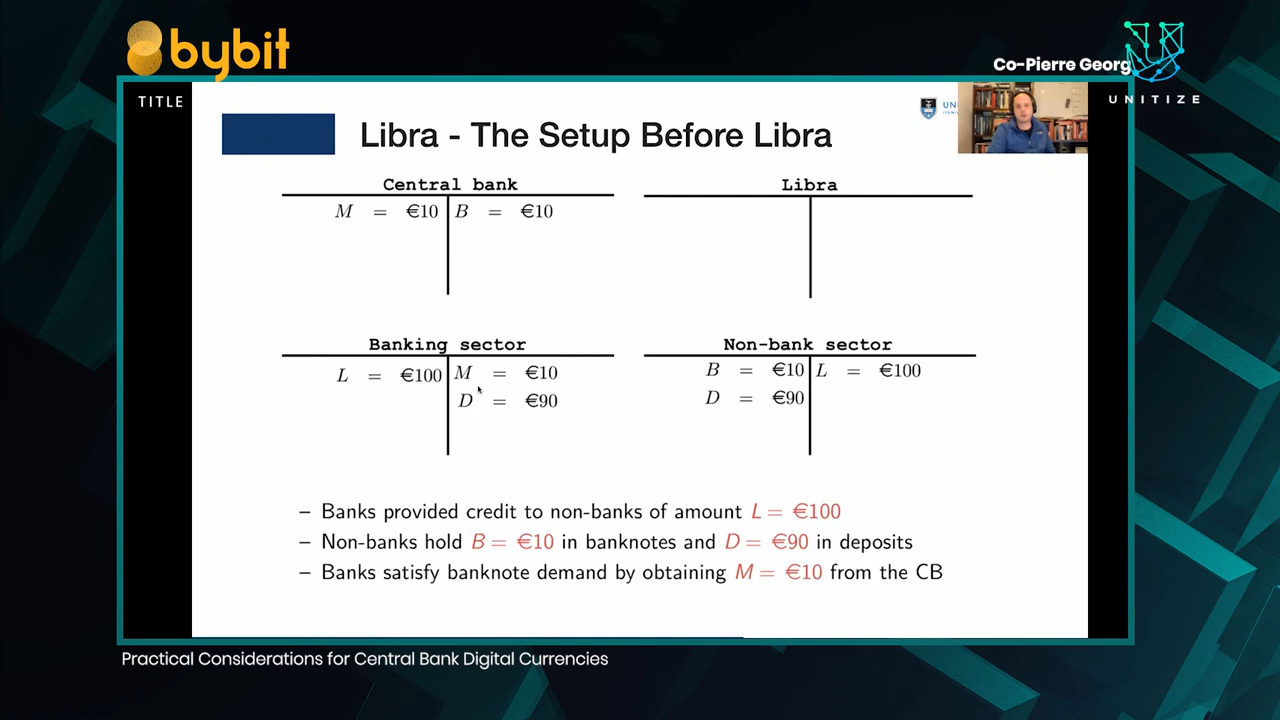 bybit
Co-Pierre Georg
UNITIZE
TITLE
Libra - The Setup Before Libra
Central bank
M = €10 B = €10
Libra
Banking sector
L = €100 M = €10
D = €90
Non-bank sector
B = €10 L = €100
D = €90
– Banks provided credit to non-banks of amount L = €100
– Non-banks hold B = €10 in banknotes and D = €90 in deposits
– Banks satisfy banknote demand by obtaining M = €10 from the CB
Practical Considerations for Central Bank Digital Currencies